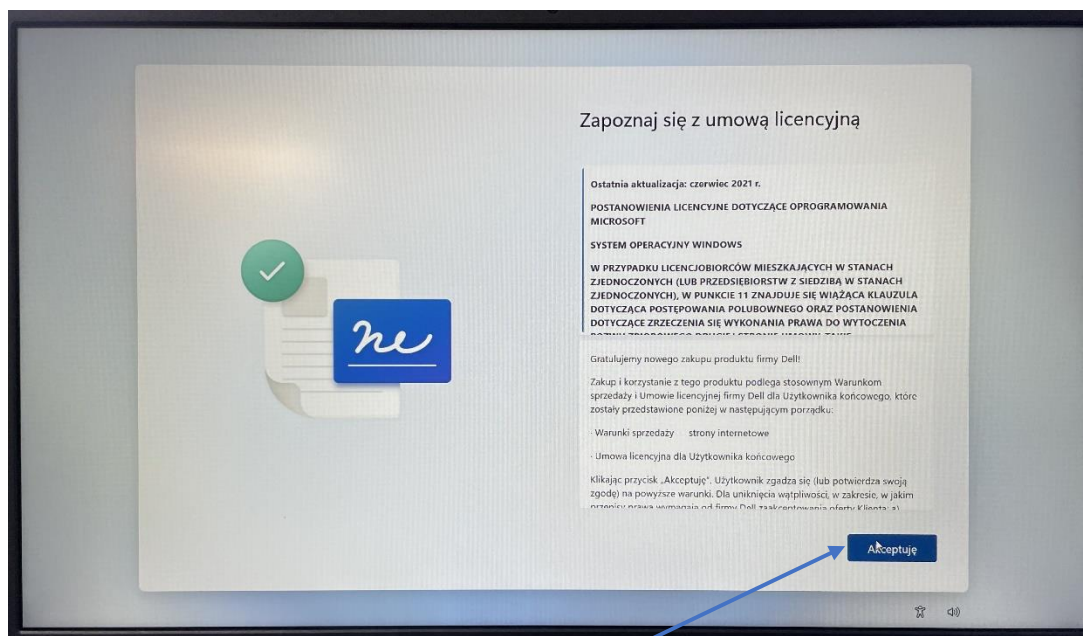 Zapoznaj się z umową licencyjną
Ostatnia aktualizacja: czerwiec 2021 r.
POSTANOWIENIA LICENCYJNE DOTYCZĄCE OPROGRAMOWANIA
MICROSOFT
SYSTEM OPERACYJNY WINDOWS
W PRZYPADKU LICENCJOBIORCÓW MIESZKAJĄCYCH W STANACH
ZJEDNOCZONYCH (LUB PRZEDSIĘBIORSTW Z SIEDZIBĄ W STANACH
ZJEDNOCZONYCH), W PUNKCIE 11 ZNAJDUJE SIĘ WIĄŻĄCA KLAUZULA
DOTYCZĄCA POSTĘPOWANIA POLUBOWNEGO ORAZ POSTANOWIENIA
DOTYCZĄCE ZRZECZENIA SIĘ WYKONANIA PRAWA DO WYTOCZENIA
ne
Gratulujemy nowego zakupu produktu firmy Dell!
Zakup i korzystanie z tego produktu podlega stosownym Warunkom
sprzedaży i Umowie licencyjnej firmy Dell dla Użytkownika końcowego, które
zostały przedstawione poniżej w następującym porządku:
· Warunki sprzedaży strony internetowe
· Umowa licencyjna dla Użytkownika końcowego
Klikając przycisk „Akceptuję”, Użytkownik zgadza się (lub potwierdza swoją
zgodę) na powyższe warunki. Dla uniknięcia wątpliwości, w zakresie, w jakim
Akceptuję